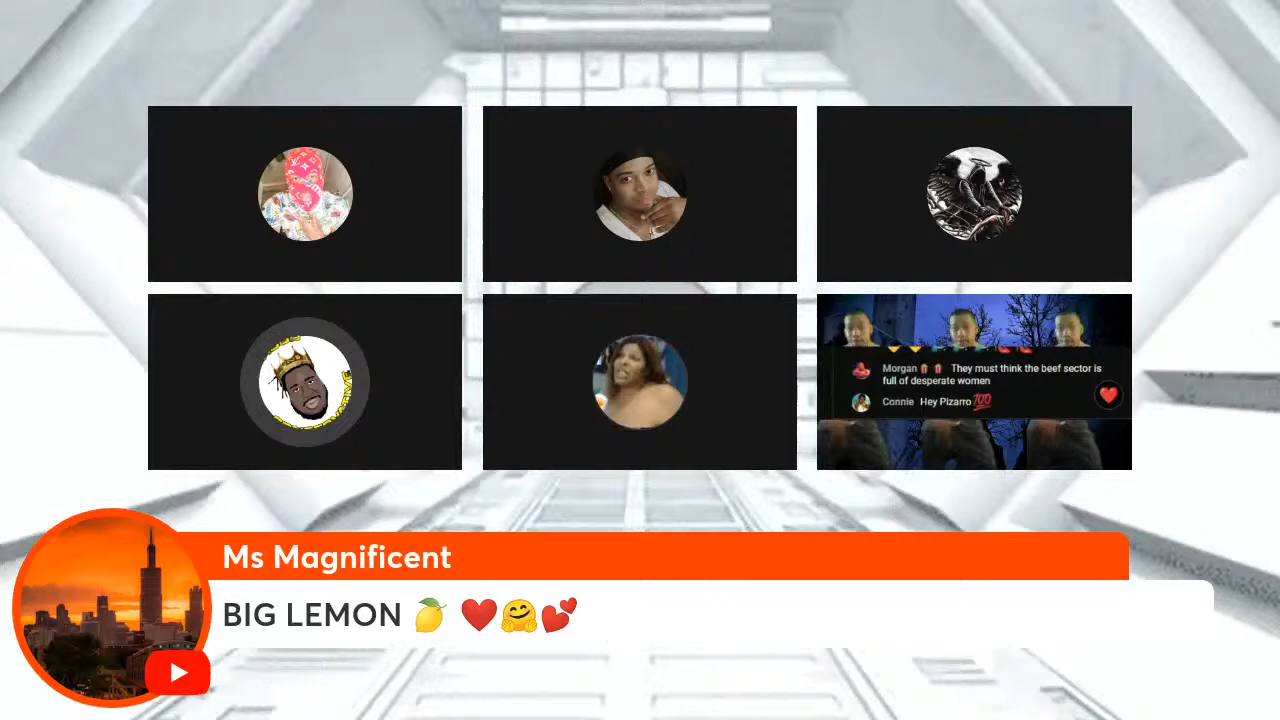 Morgan They must think the beef sector is
full of desperate women
Connie Hey Pizarro 💯
Ms Magnificent
BIG LEMON 🍋 ❤️🤗💕